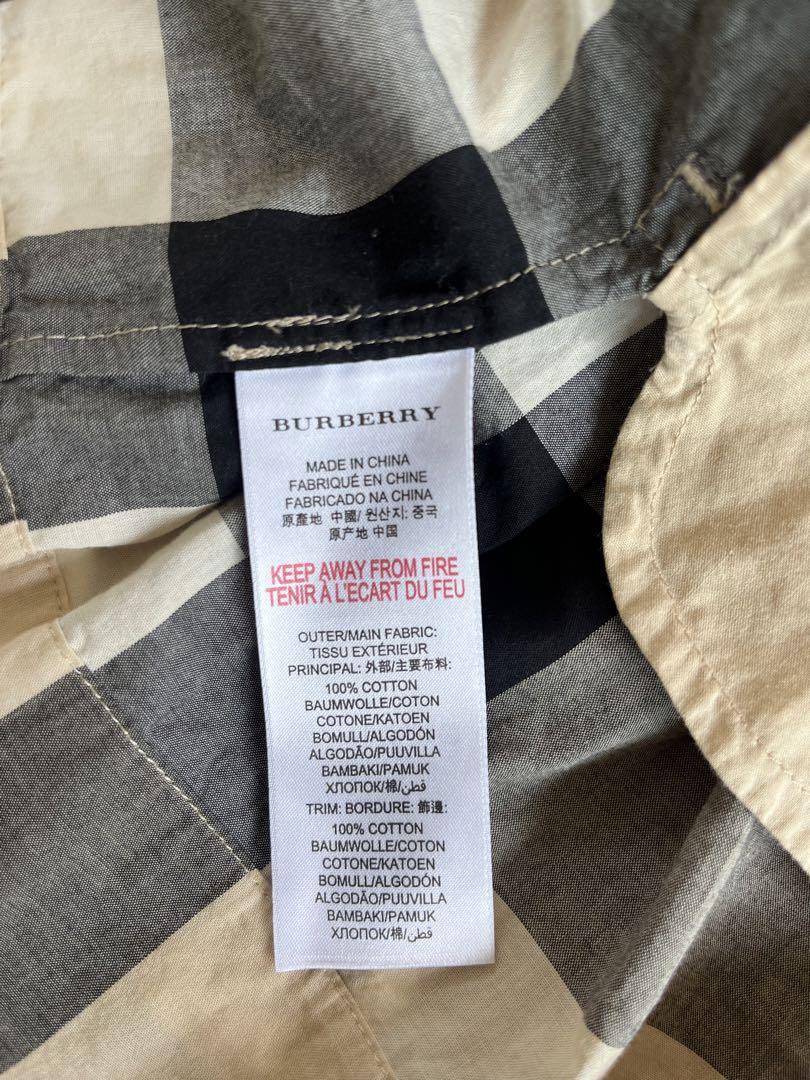 BURBERRY
MADE IN CHINA
FABRIQUÉ EN CHINE
FABRICADO NA CHINA
原產地 中國/ 원산지: 중국
原产地 中国
KEEP AWAY FROM FIRE
TENIR À L'ECART DU FEU
OUTER/MAIN FABRIC:
TISSU EXTÉRIEUR
PRINCIPAL: 外部/主要布料:
100% COTTON
BAUMWOLLE/COTON
COTONE/KATOEN
BOMULL/ALGODÓN
ALGODÃO/PUUVILLA
BAMBAKI/PAMUK
ХЛОПОК/棉/قطن
TRIM: BORDURE: 飾邊:
100% COTTON
BAUMWOLLE/COTON
COTONE/KATOEN
BOMULL/ALGODÓN
ALGODÃO/PUUVILLA
BAMBAKI/PAMUK
ХЛОПОК/棉/قطن